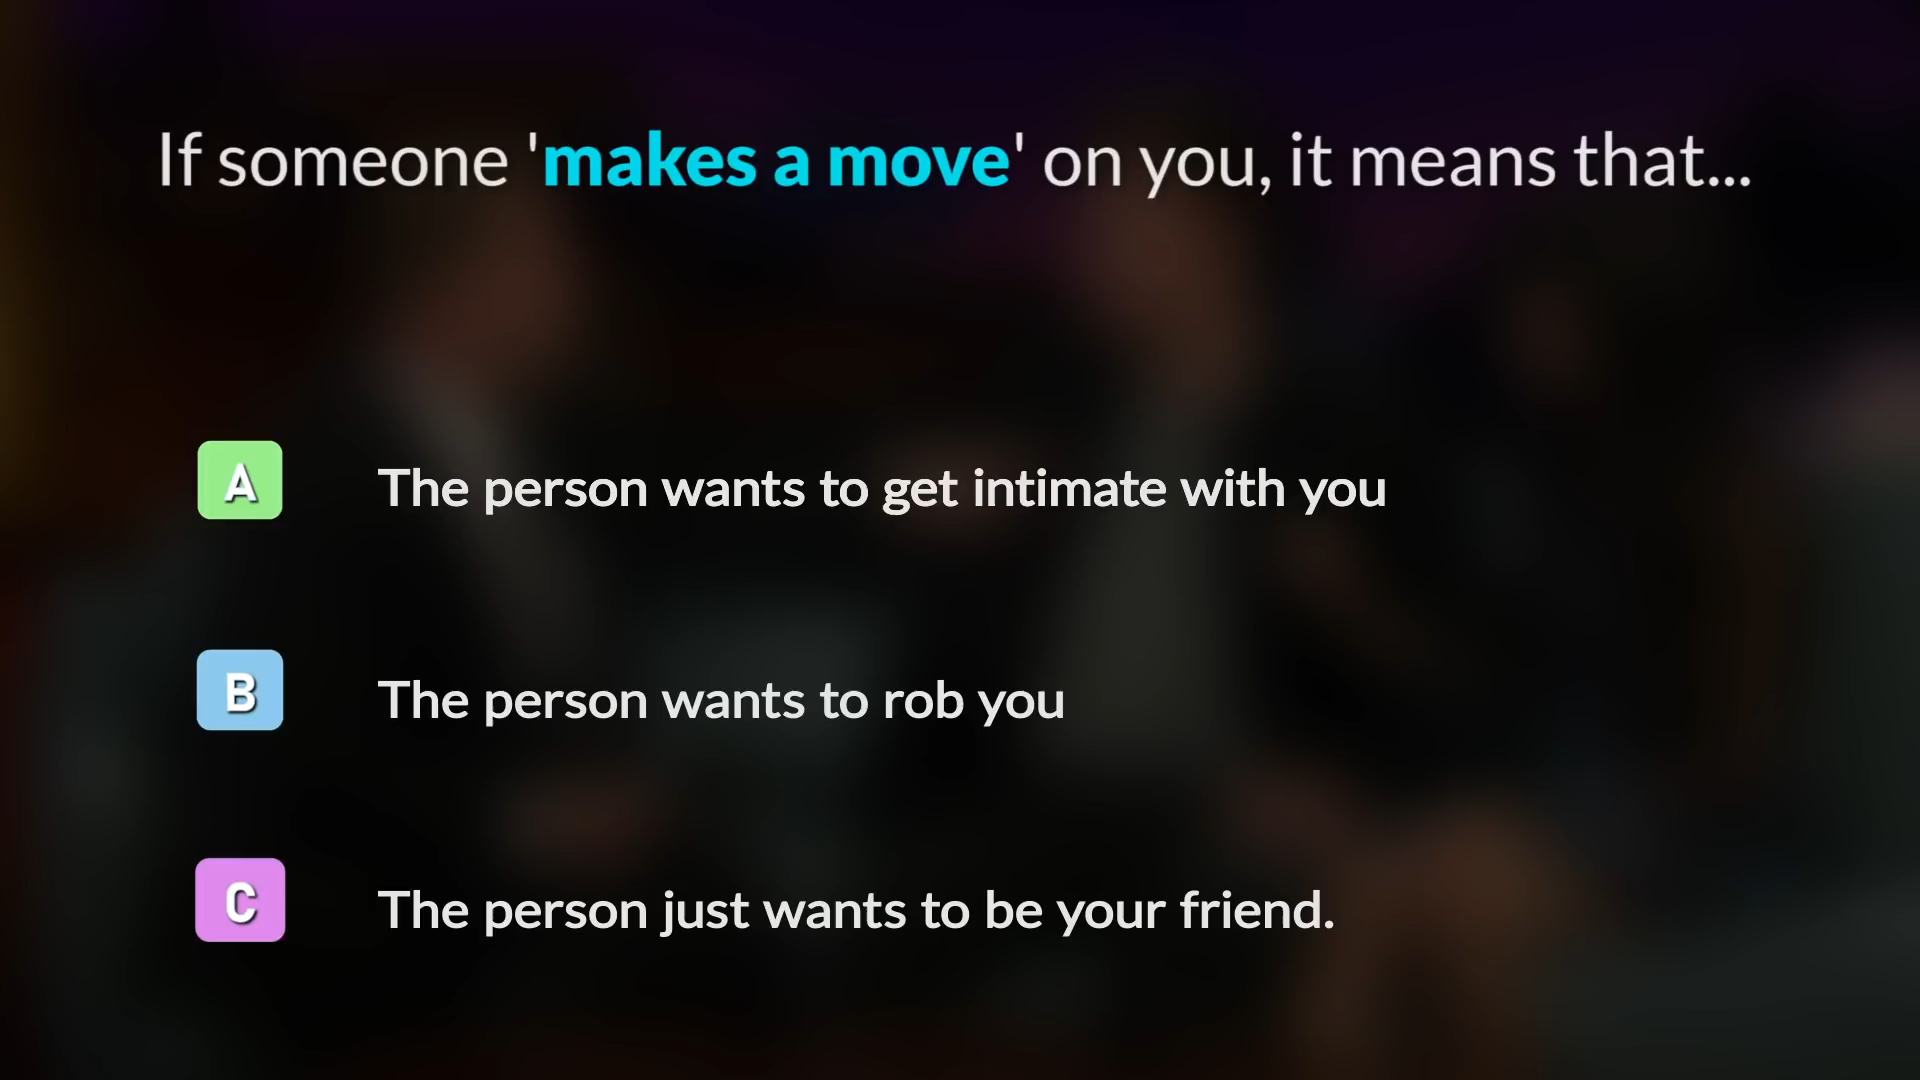 If someone 'makes a move' on you, it means that...
A The person wants to get intimate with you
B The person wants to rob you
C The person just wants to be your friend.